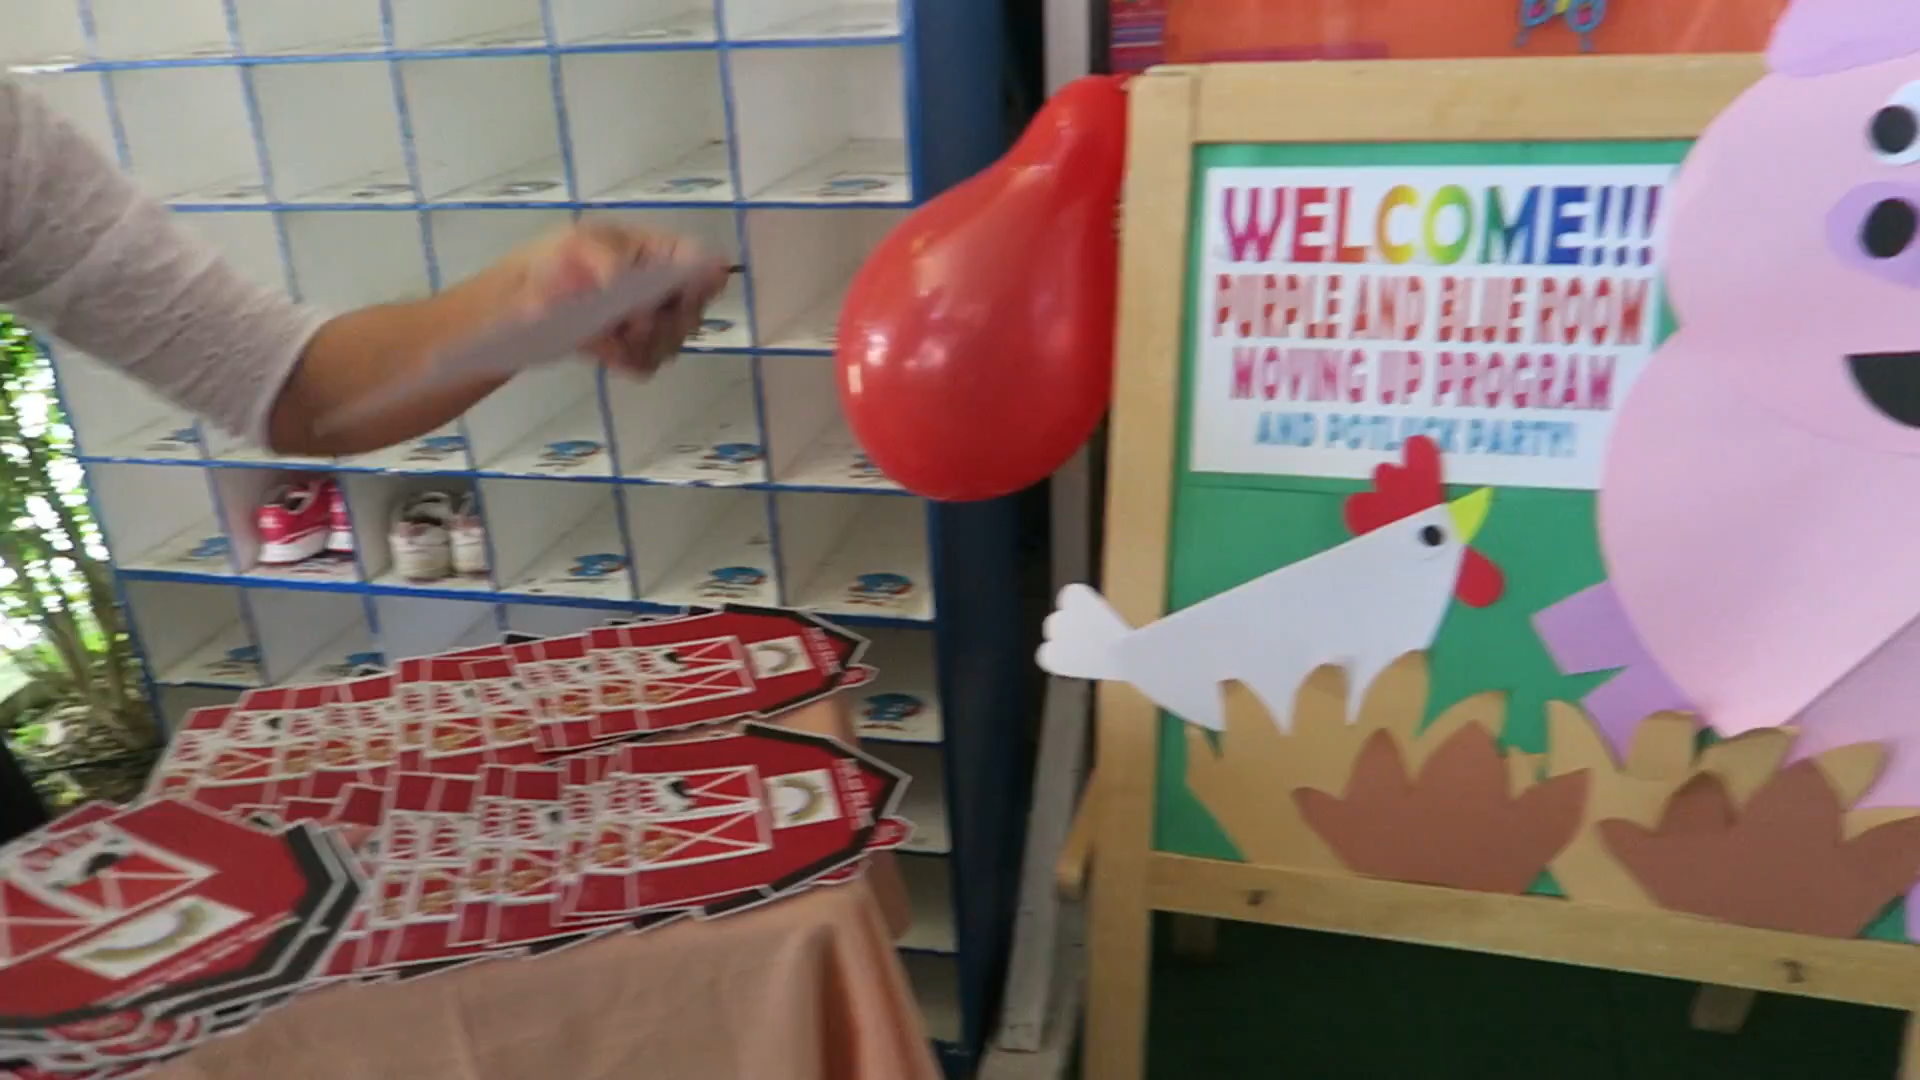 WELCOME!!!
PURPLE AND BLUE ROOM
MOVING UP PROGRAM
AND POTLUCK PARTY!